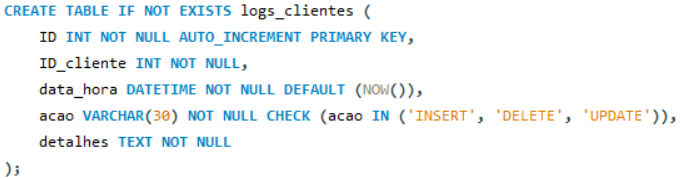 CREATE TABLE IF NOT EXISTS logs_clientes (
    ID INT NOT NULL AUTO_INCREMENT PRIMARY KEY,
    ID_cliente INT NOT NULL,
    data_hora DATETIME NOT NULL DEFAULT (NOW()),
    acao VARCHAR(30) NOT NULL CHECK (acao IN ('INSERT', 'DELETE', 'UPDATE')),
    detalhes TEXT NOT NULL
);